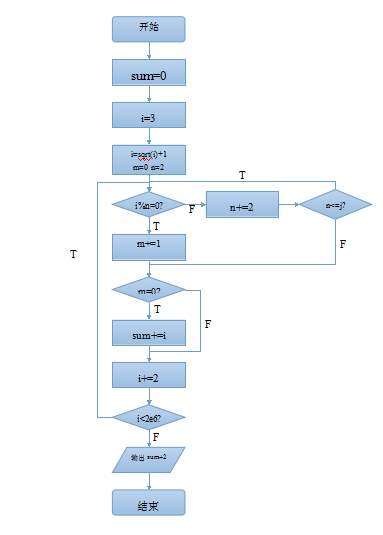 开始
sum=0
i=3
i=sqrt(i)+1
m=0 n=2
T
i%n=0?
F
n+=2
n<=j?
T
m+=1
F
T
m=0?
T
F
sum+=i
i+=2
i<2e6?
F
输出 sum+2
结束